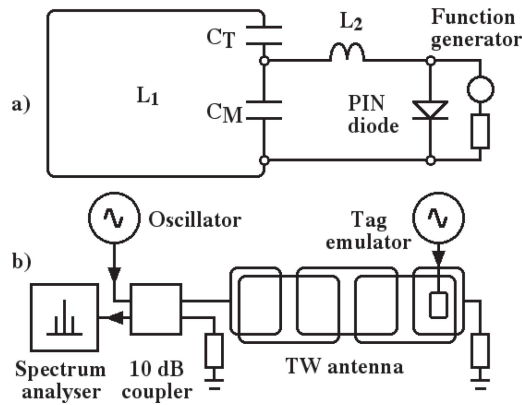 a)
L1
CT
CM
L2
PIN
diode
Function
generator
b)
Oscillator
Tag
emulator
Spectrum
analyser
10 dB
coupler
TW antenna